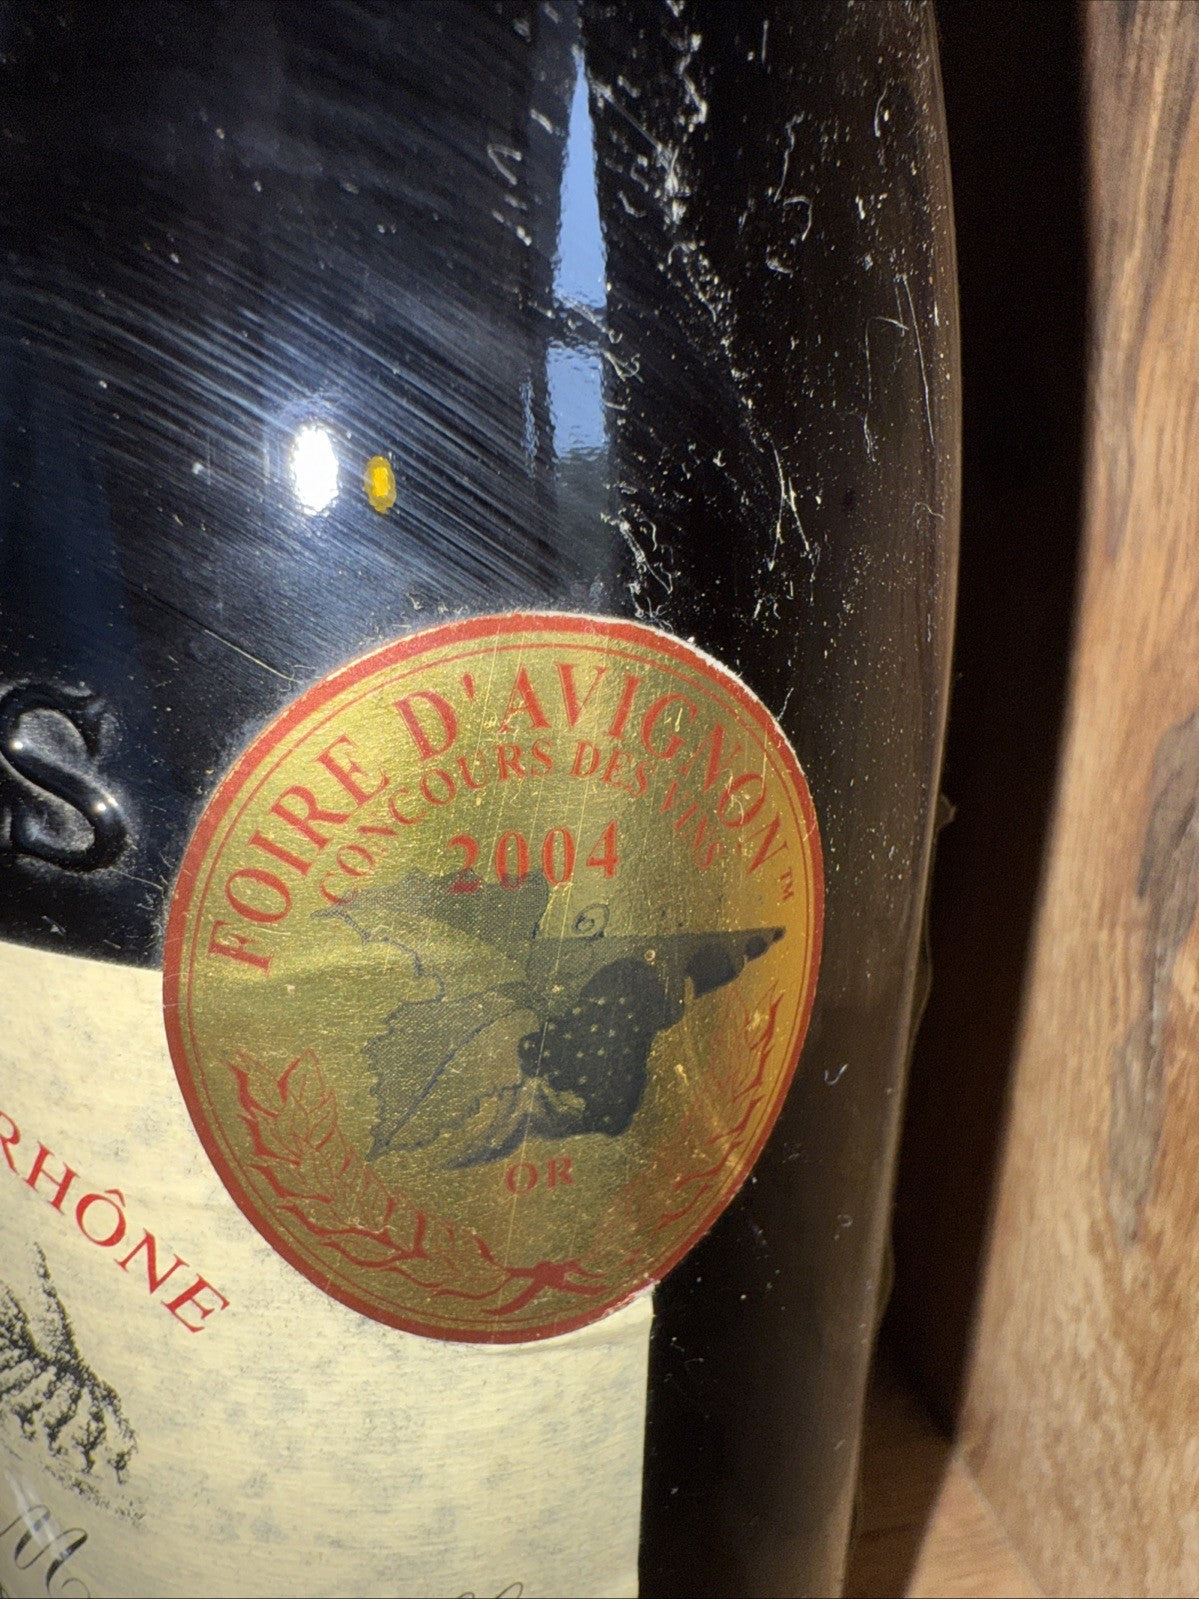 S
FOIRE D'AVIGNON™
CONCOURS DES VINS
2004
OR
RHÔNE